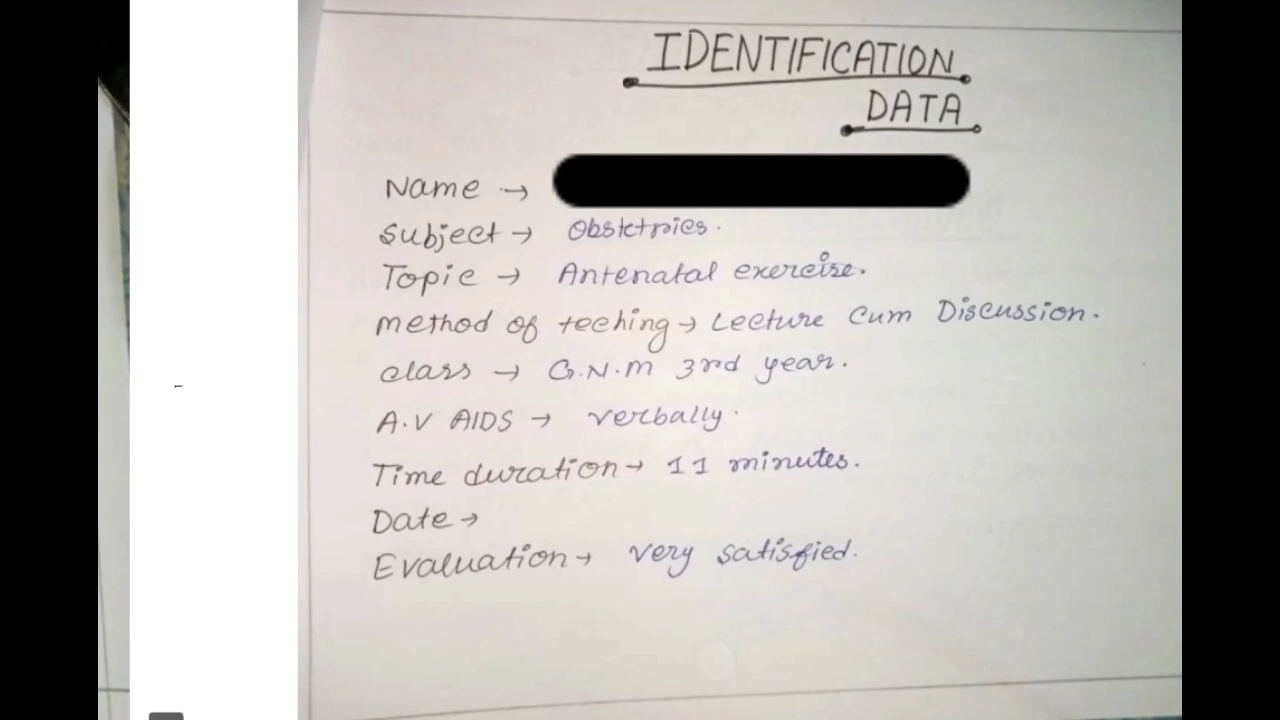 IDENTIFICATION
DATA
Name →
Subject → Obstetrics.
Topic → Antenatal exercise.
method of teching → Lecture Cum Discussion.
class → G.N.M 3rd year.
A.V AIDS → verbally.
Time duration → 11 minutes.
Date →
Evaluation → very satisfied.